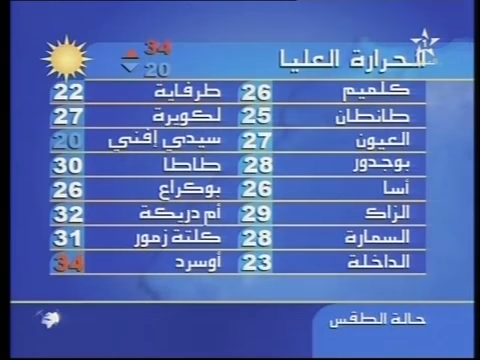 الحرارة العليا
34
20
كلميم 26 طرفاية 22
طانطان 25 لكويرة 27
العيون 27 سيدي إفني 20
بوجدور 28 طاطا 30
أسا 26 بوكراع 26
الزاك 29 أم دريكة 32
السمارة 28 كلتة زمور 31
الداخلة 23 أوسرد 34
حالة الطقس